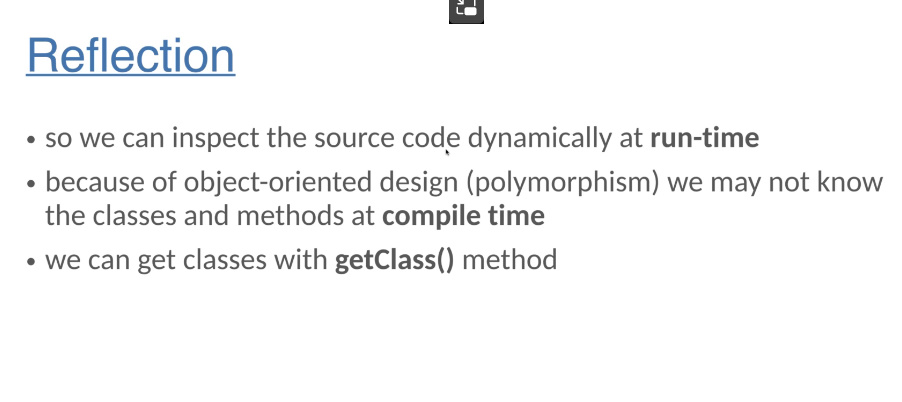 Reflection
• so we can inspect the source code dynamically at run-time
• because of object-oriented design (polymorphism) we may not know
the classes and methods at compile time
• we can get classes with getClass() method